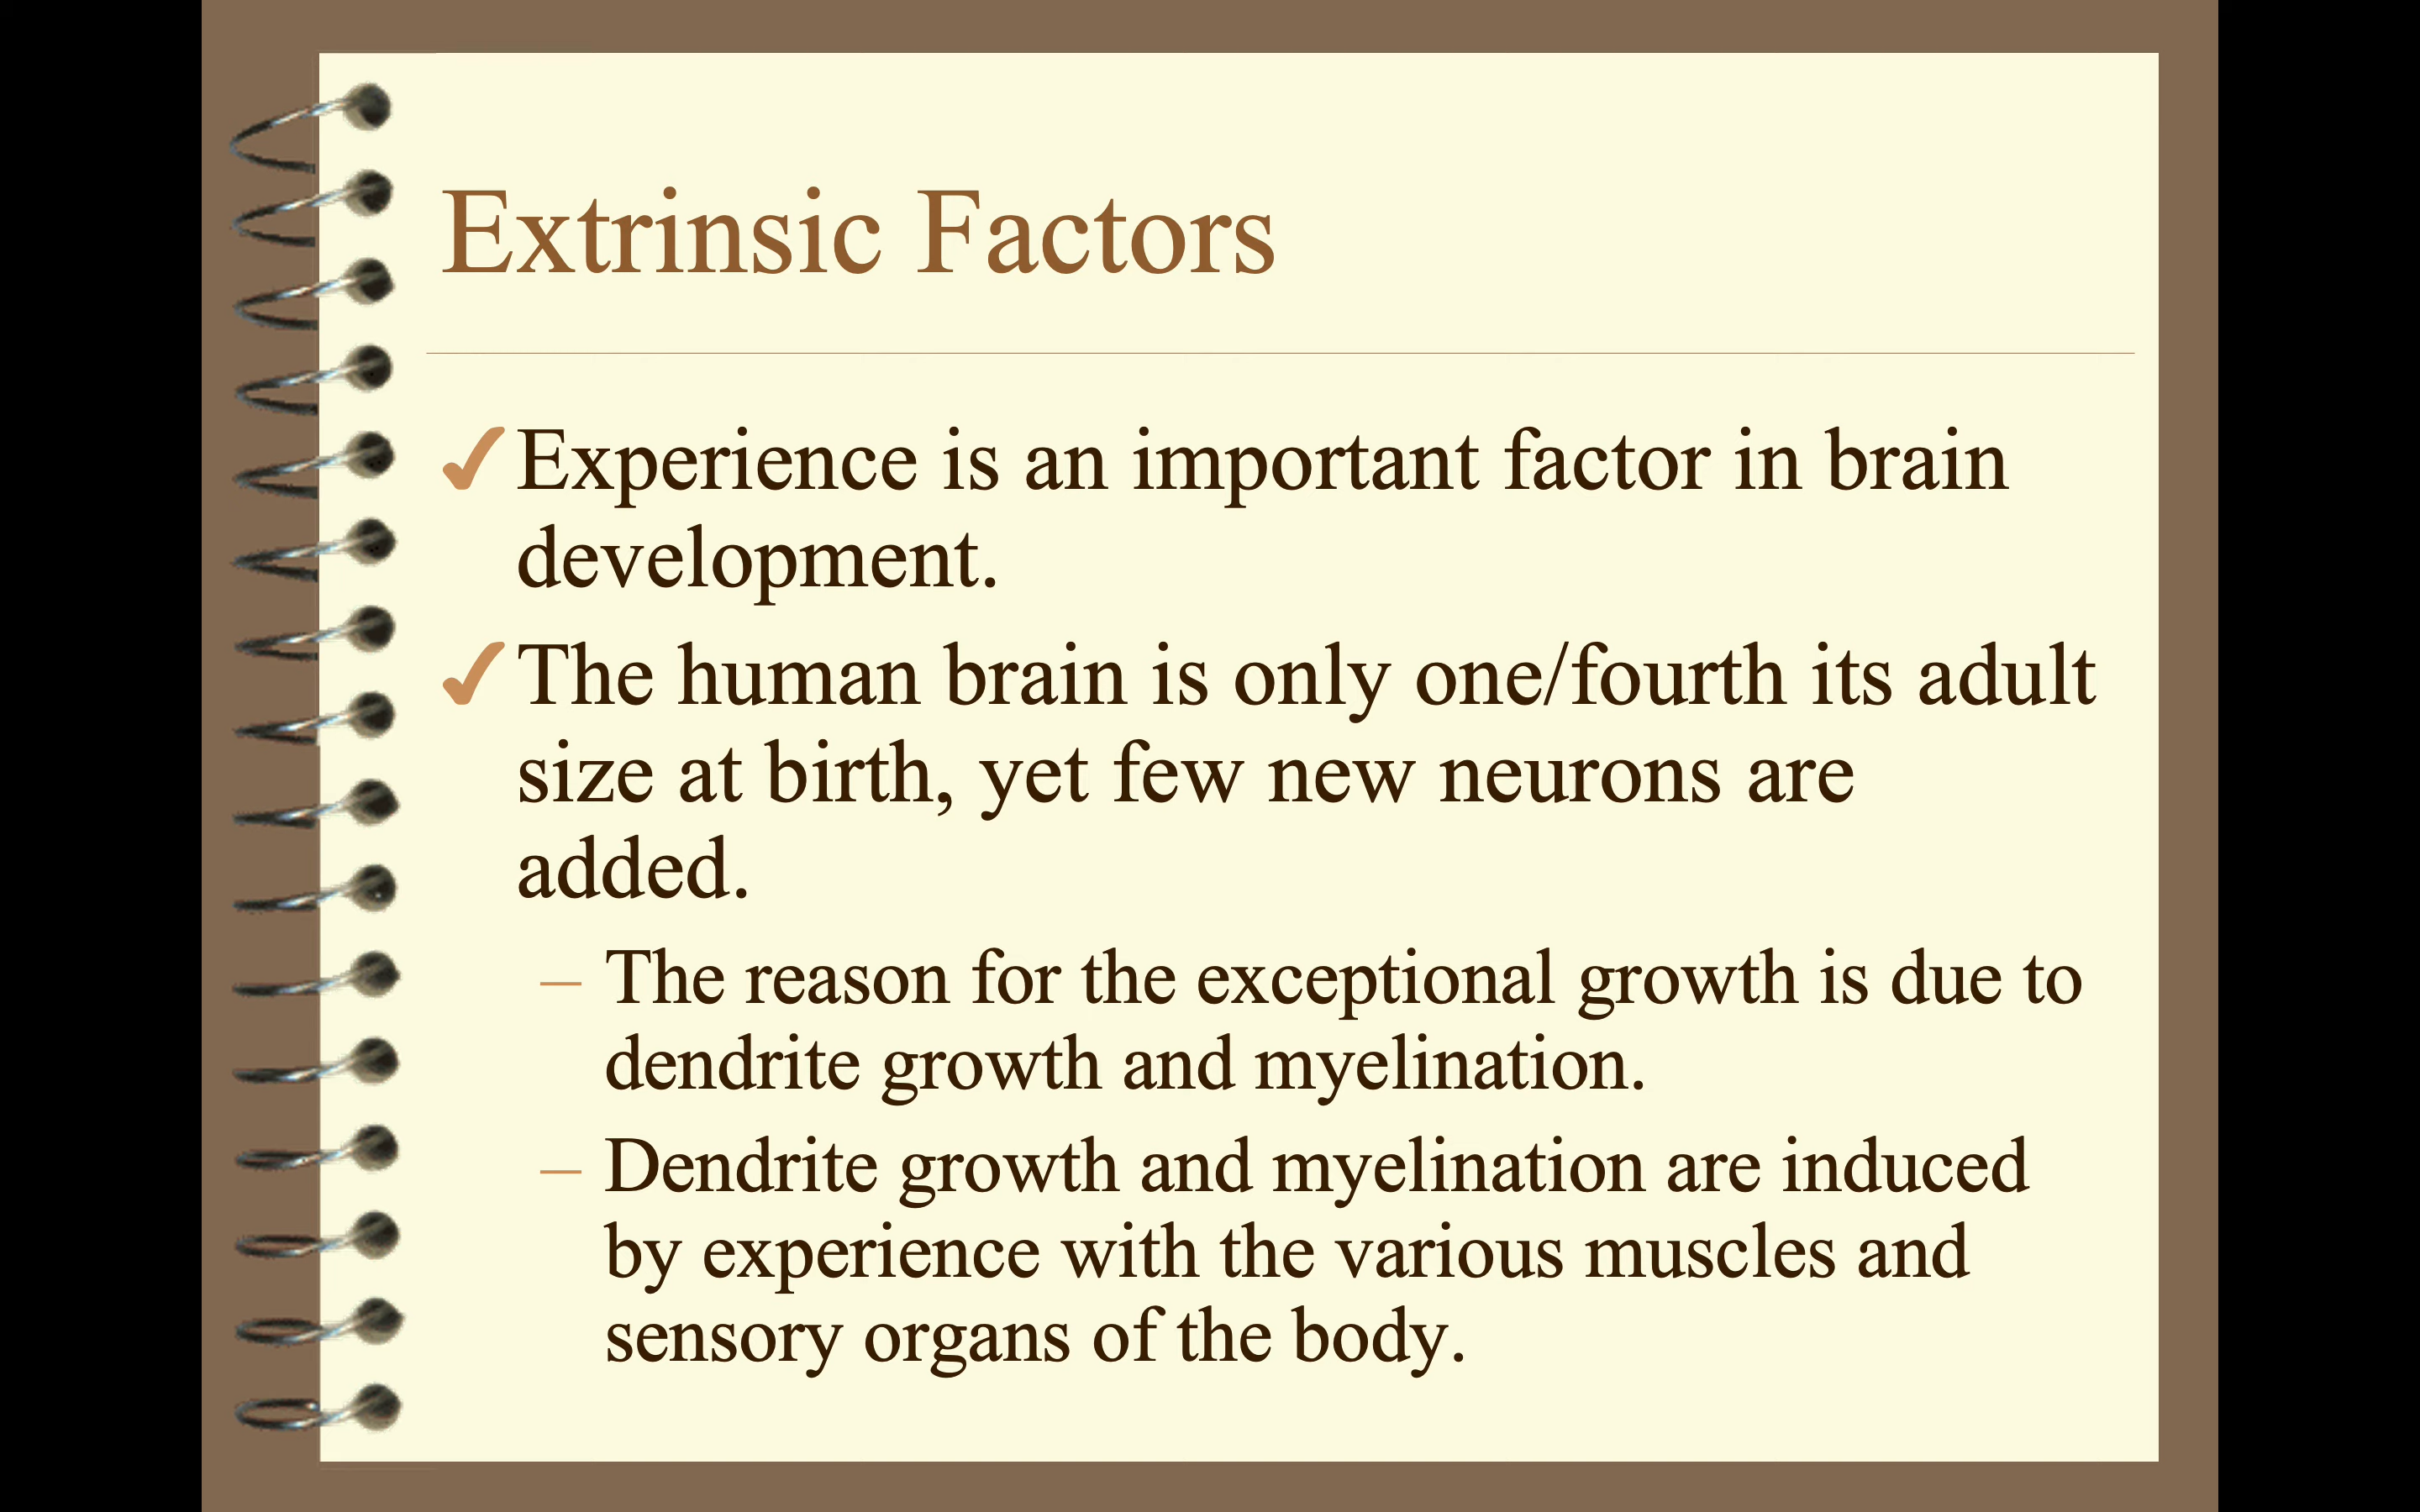 Extrinsic Factors
✓Experience is an important factor in brain
development.
✓The human brain is only one/fourth its adult
size at birth, yet few new neurons are
added.
– The reason for the exceptional growth is due to
dendrite growth and myelination.
– Dendrite growth and myelination are induced
by experience with the various muscles and
sensory organs of the body.